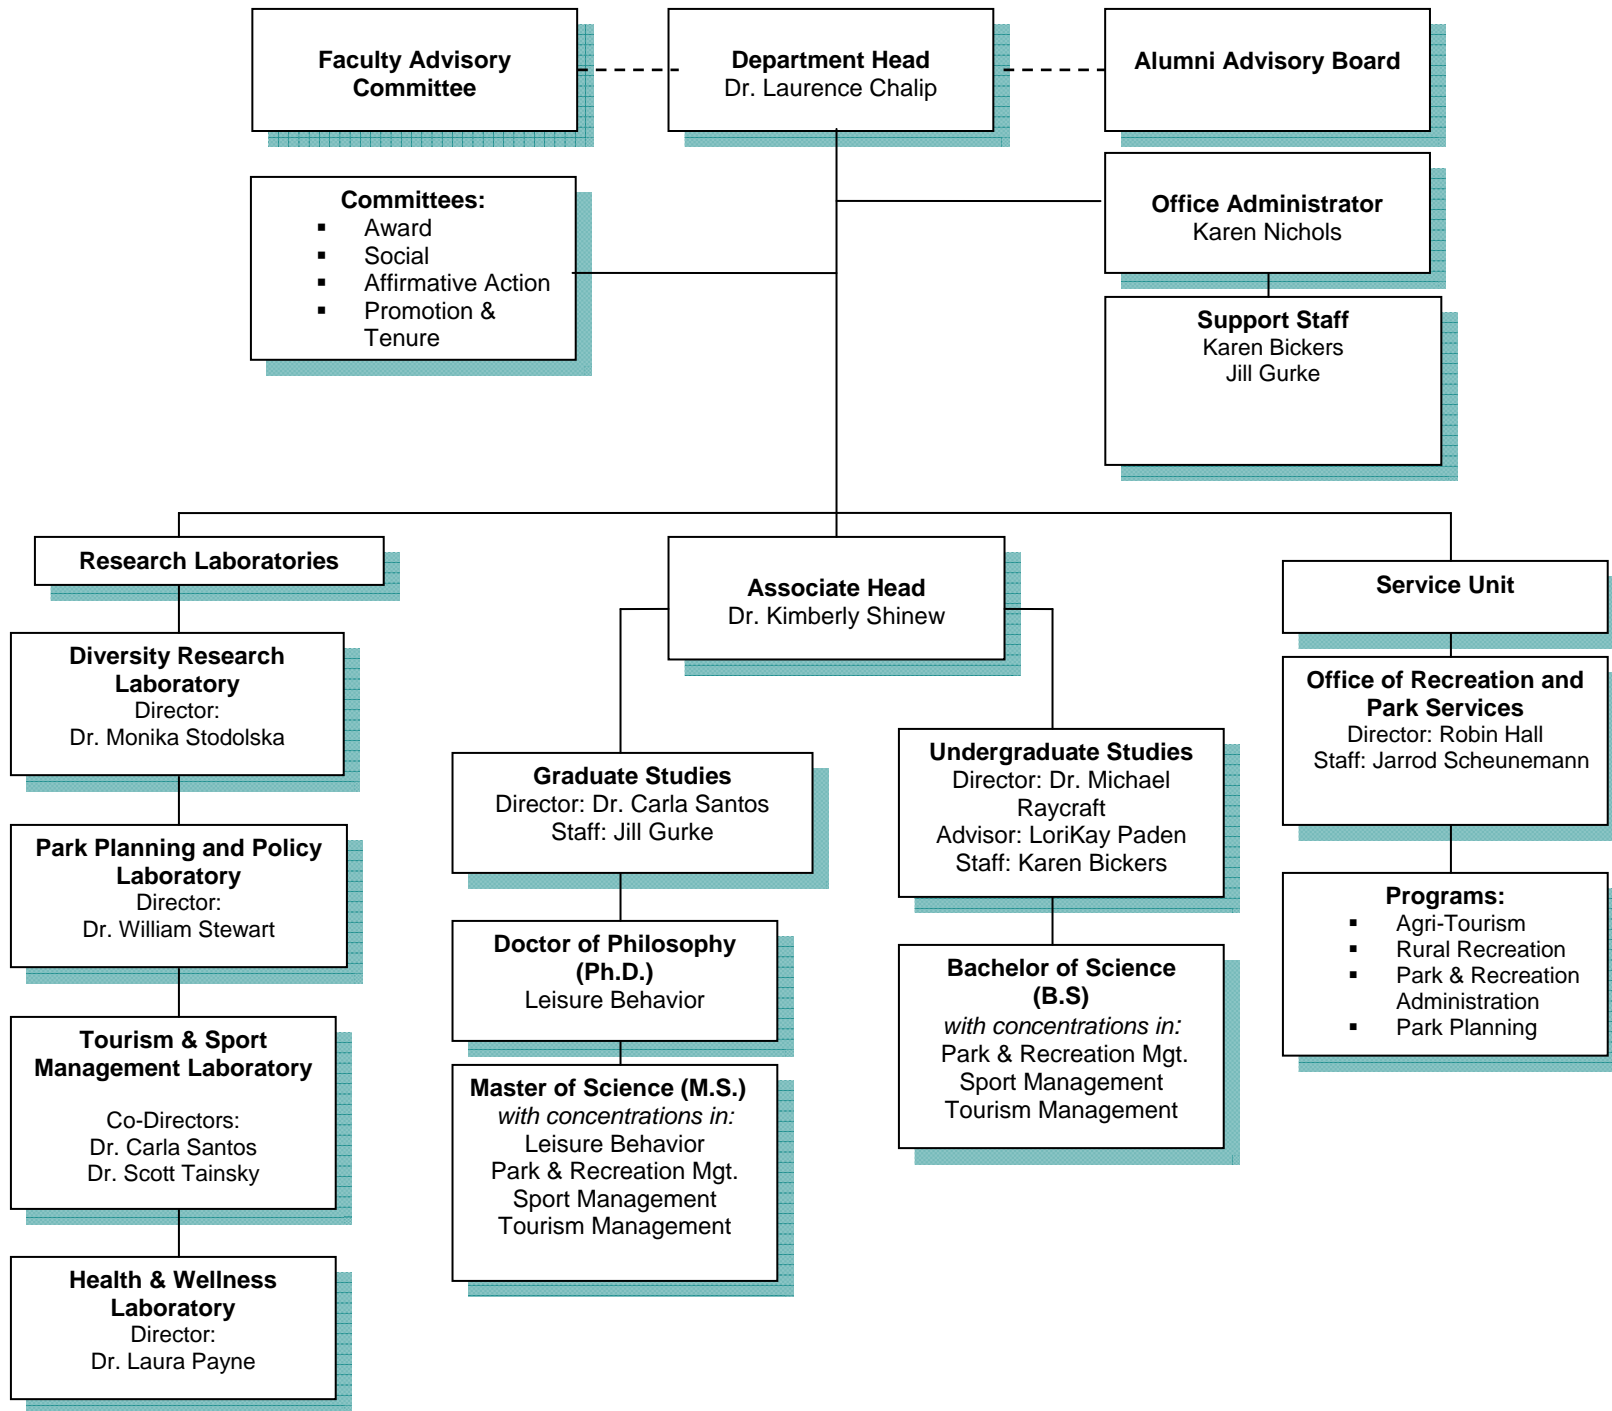 Faculty Advisory
Committee
Department Head
Dr. Laurence Chalip
Alumni Advisory Board
Committees:
▪ Award
▪ Social
▪ Affirmative Action
▪ Promotion &
Tenure
Office Administrator
Karen Nichols
Support Staff
Karen Bickers
Jill Gurke
Research Laboratories
Diversity Research
Laboratory
Director:
Dr. Monika Stodolska
Park Planning and Policy
Laboratory
Director:
Dr. William Stewart
Tourism & Sport
Management Laboratory
Co-Directors:
Dr. Carla Santos
Dr. Scott Tainsky
Health & Wellness
Laboratory
Director:
Dr. Laura Payne
Associate Head
Dr. Kimberly Shinew
Graduate Studies
Director: Dr. Carla Santos
Staff: Jill Gurke
Doctor of Philosophy
(Ph.D.)
Leisure Behavior
Master of Science (M.S.)
with concentrations in:
Leisure Behavior
Park & Recreation Mgt.
Sport Management
Tourism Management
Undergraduate Studies
Director: Dr. Michael
Raycraft
Advisor: LoriKay Paden
Staff: Karen Bickers
Bachelor of Science
(B.S)
with concentrations in:
Park & Recreation Mgt.
Sport Management
Tourism Management
Service Unit
Office of Recreation and
Park Services
Director: Robin Hall
Staff: Jarrod Scheunemann
Programs:
▪ Agri-Tourism
▪ Rural Recreation
▪ Park & Recreation
Administration
▪ Park Planning